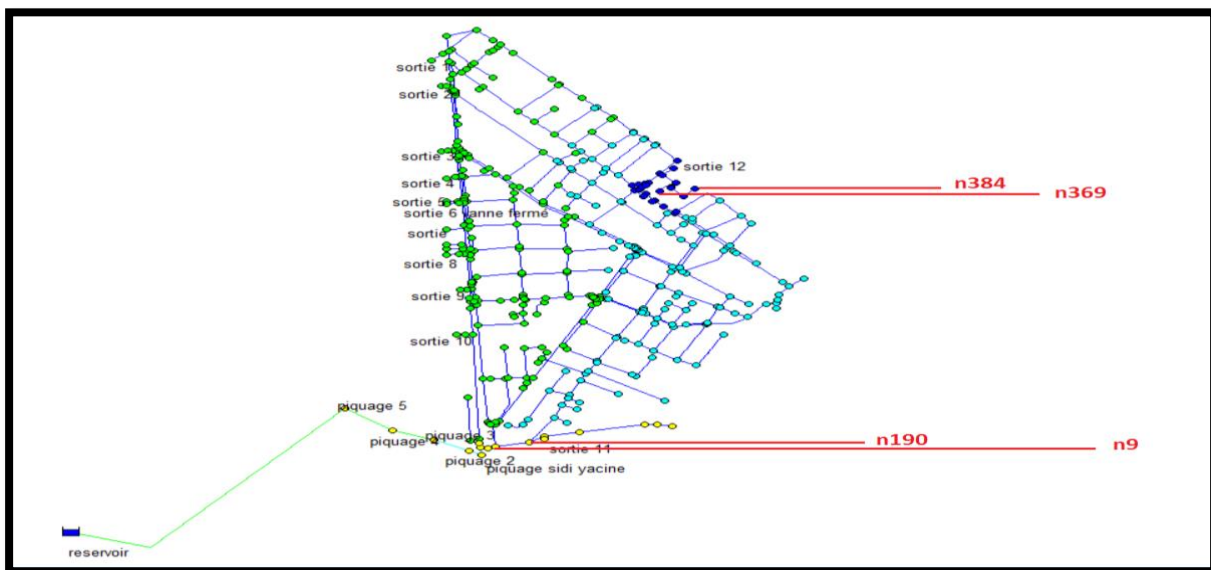 sortie 1
sortie 2
sortie 12
sortie 3
n384
sortie 4
n369
sortie 5
sortie 6 vanne fermé
sortie
sortie 8
sortie 9
sortie 10
piquage 5
piquage 3
n190
piquage 4
sortie 11
n9
piquage 2
piquage sidi yacine
reservoir